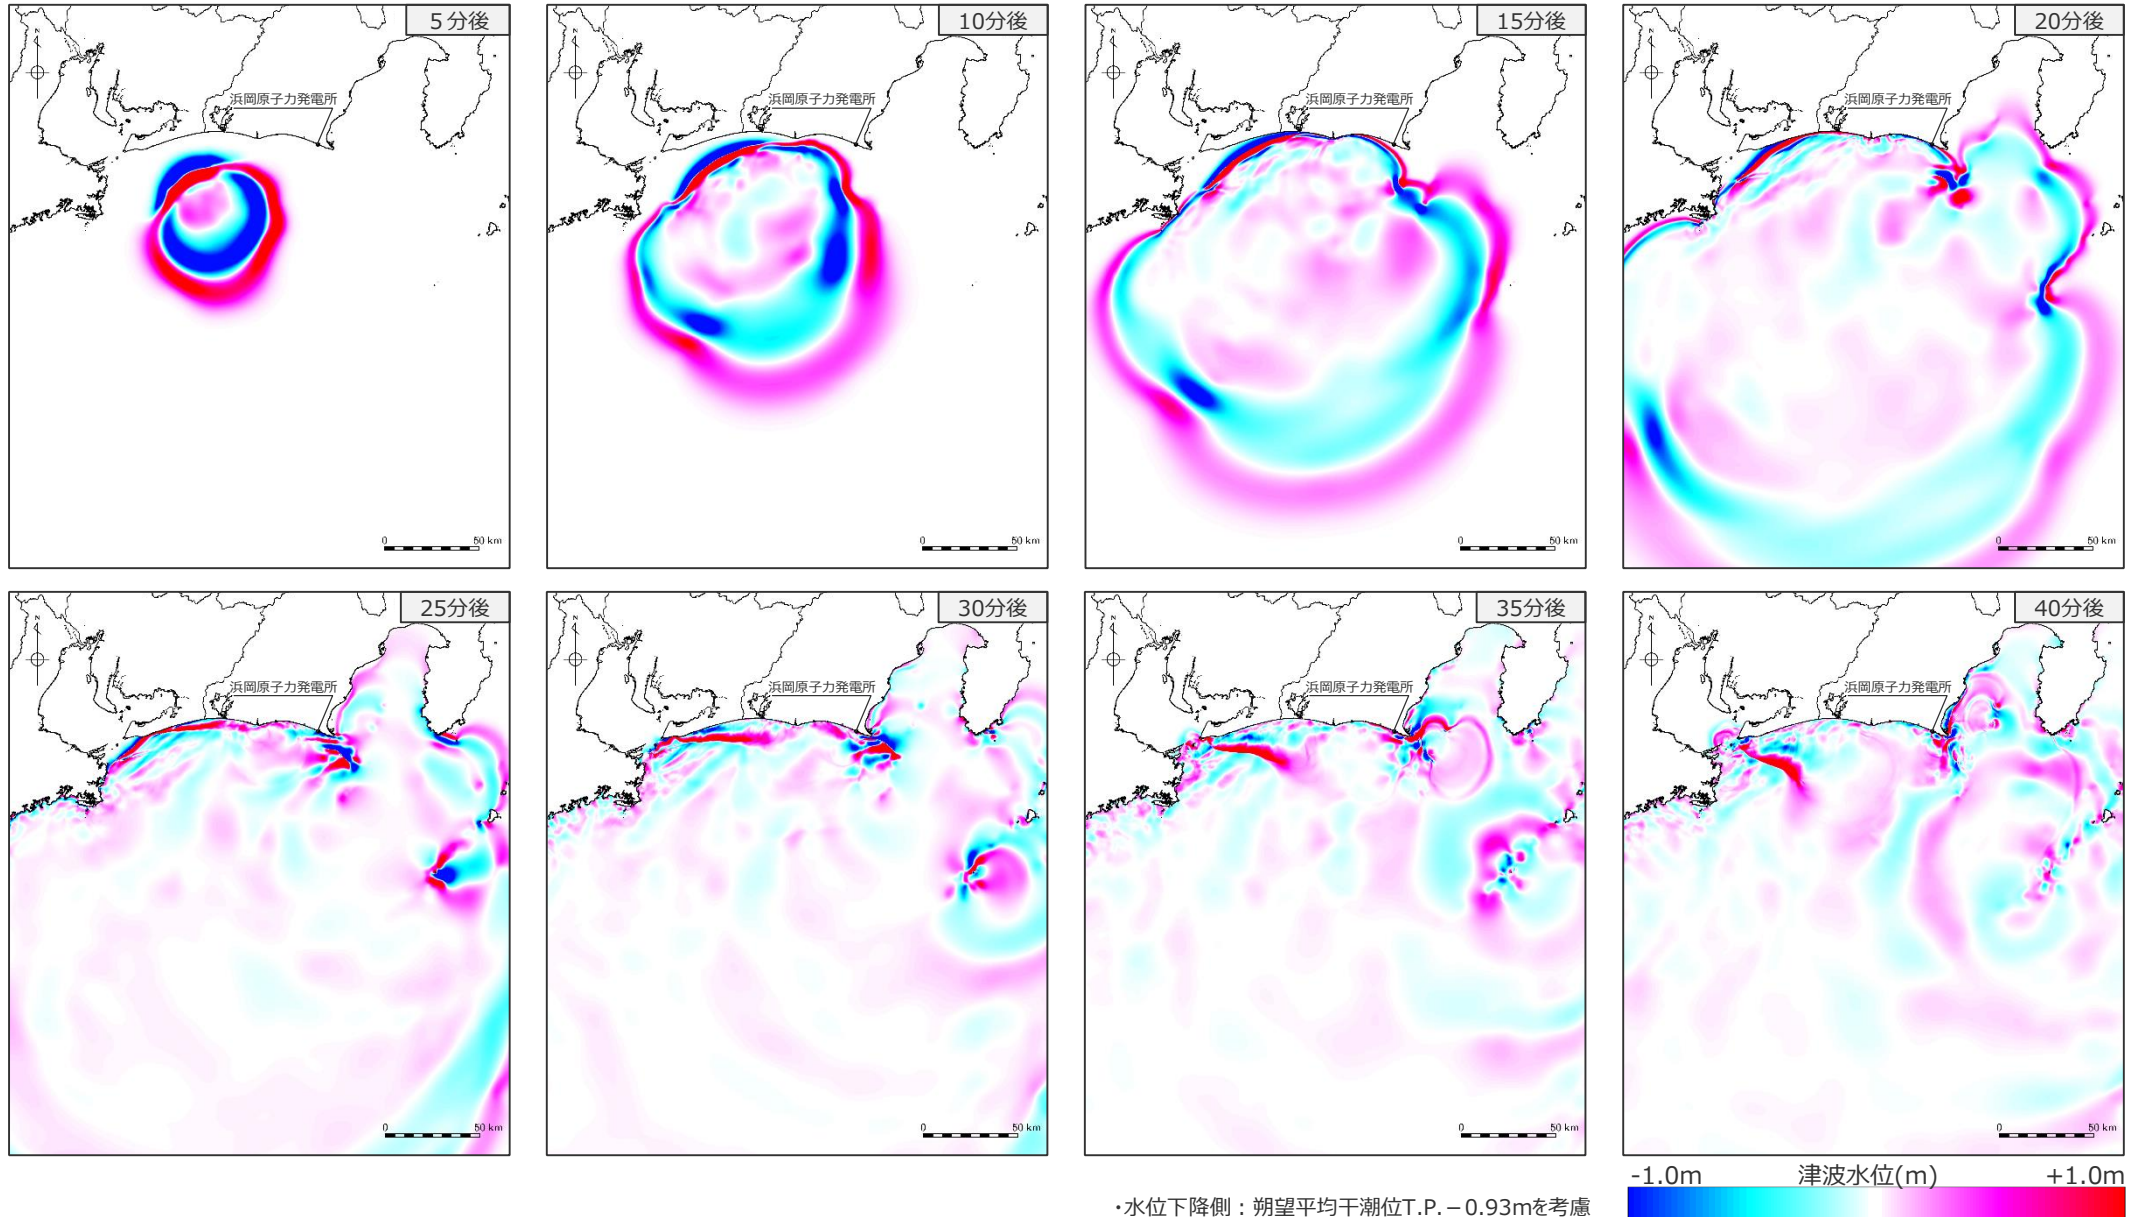 5分後
N
浜岡原子力発電所
0 50 km
10分後
N
浜岡原子力発電所
0 50 km
15分後
N
浜岡原子力発電所
0 50 km
20分後
N
浜岡原子力発電所
0 50 km
25分後
N
浜岡原子力発電所
0 50 km
30分後
N
浜岡原子力発電所
0 50 km
35分後
N
浜岡原子力発電所
0 50 km
40分後
N
浜岡原子力発電所
0 50 km
-1.0m 津波水位(m) +1.0m
・水位下降側：朔望平均干潮位T.P.－0.93mを考慮